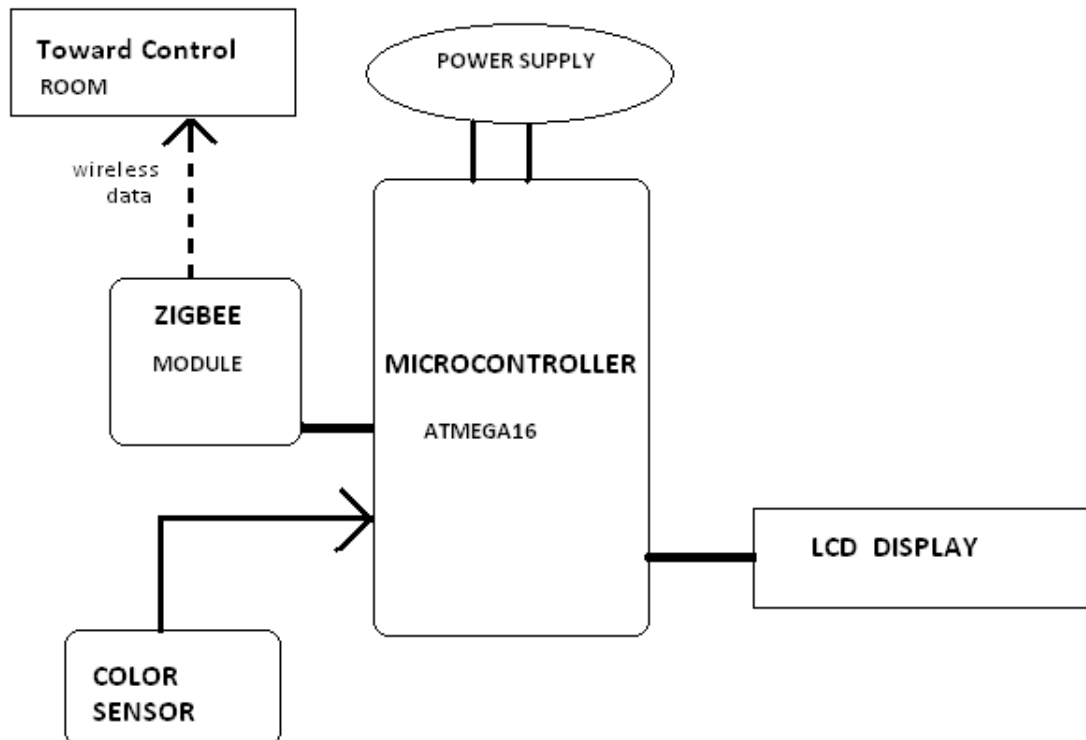 Toward Control
ROOM
POWER SUPPLY
wireless
data
ZIGBEE
MODULE
MICROCONTROLLER
ATMEGA16
LCD DISPLAY
COLOR
SENSOR